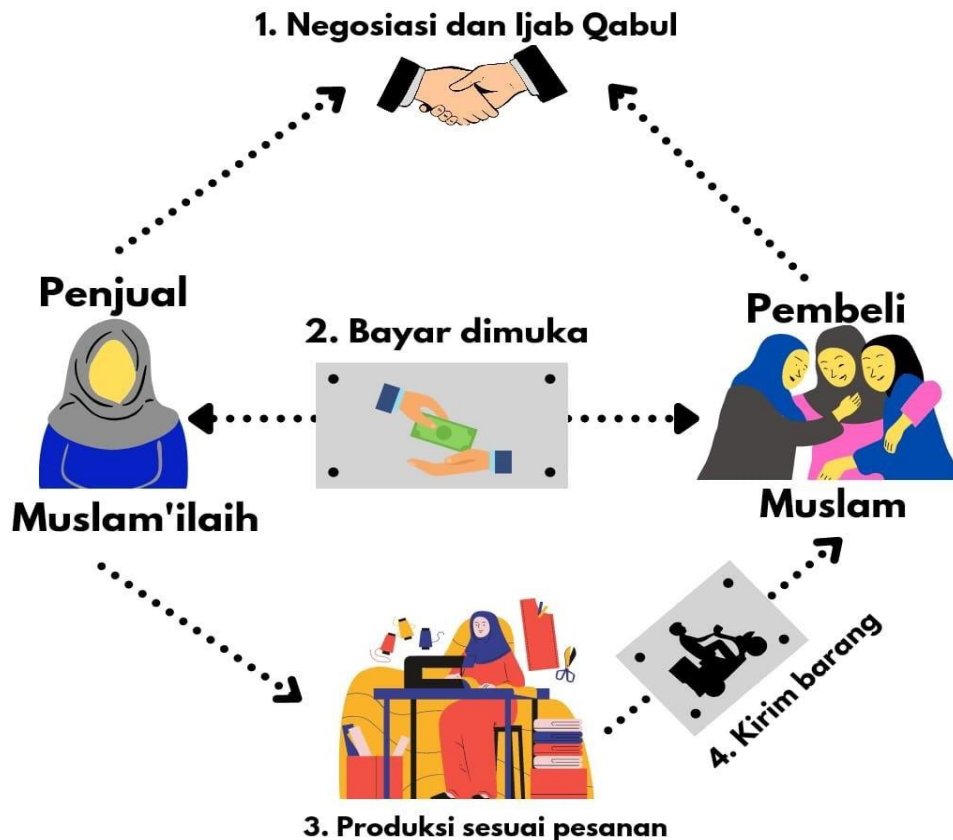 1. Negosiasi dan Ijab Qabul
Penjual
2. Bayar dimuka
Pembeli
Muslam'ilaih
Muslam
4. Kirim barang
3. Produksi sesuai pesanan